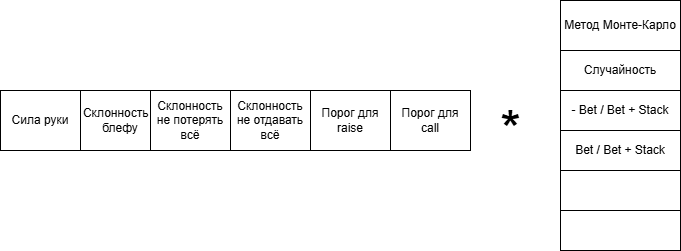 Метод Монте-Карло
Случайность
Сила руки
Склонность
блефу
Склонность
не потерять
всё
Склонность
не отдавать
всё
Порог для
raise
Порог для
call
*
- Bet / Bet + Stack
Bet / Bet + Stack